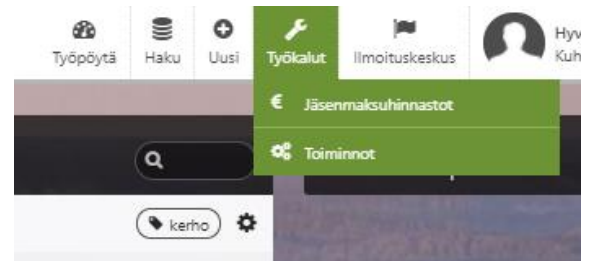 Työpöytä Haku Uusi Työkalut Ilmoituskeskus
Jäsenmaksuhinnastot
Toiminnot
kerho